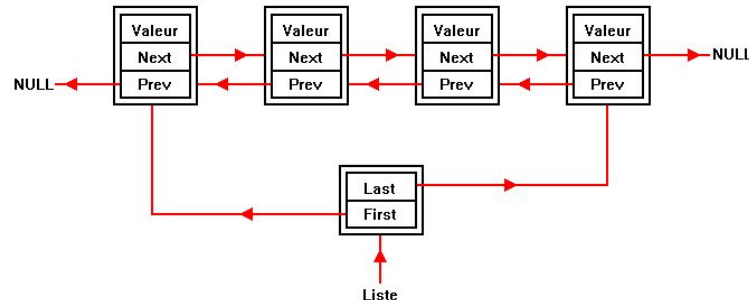 Valeur Valeur Valeur Valeur
Next Next Next Next NULL
NULL Prev Prev Prev Prev
Last
First
Liste